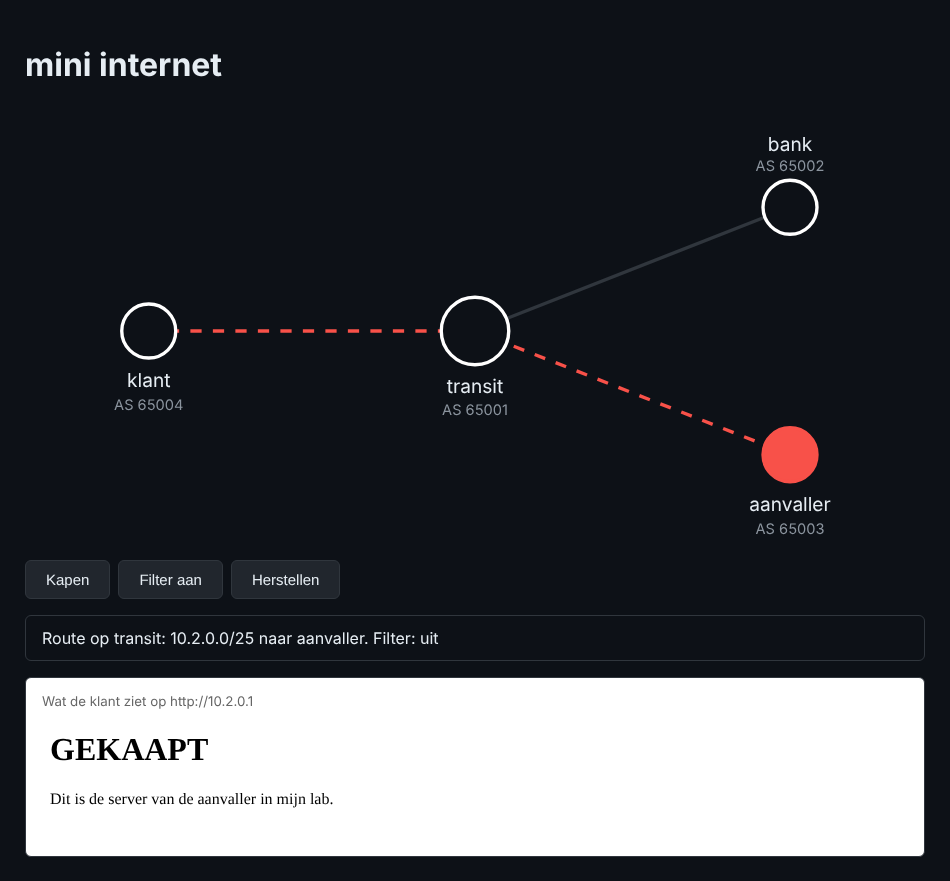 mini internet
bank
AS 65002
klant
AS 65004
transit
AS 65001
aanvaller
AS 65003
Kapen Filter aan Herstellen
Route op transit: 10.2.0.0/25 naar aanvaller. Filter: uit
Wat de klant ziet op http://10.2.0.1
GEKAAPT
Dit is de server van de aanvaller in mijn lab.